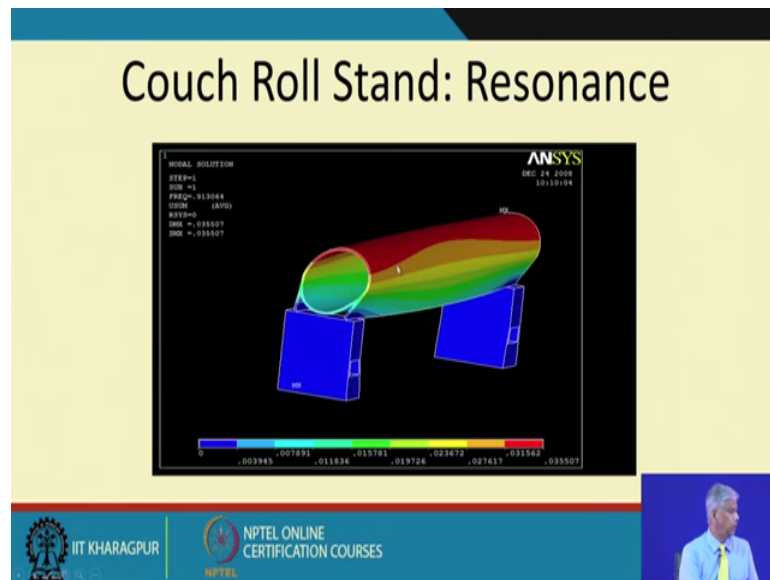 Couch Roll Stand: Resonance
1
NODAL SOLUTION
STEP=1
SUB =1
FREQ=.913064
USUM (AVG)
RSYS=0
DMX =.035507
SMX =.035507
ANSYS
DEC 24 2008
10:10:04
MX
MN
0 .007891 .015781 .023672 .031562
.003945 .011836 .019726 .027617 .035507
IIT KHARAGPUR
NPTEL
NPTEL ONLINE
CERTIFICATION COURSES